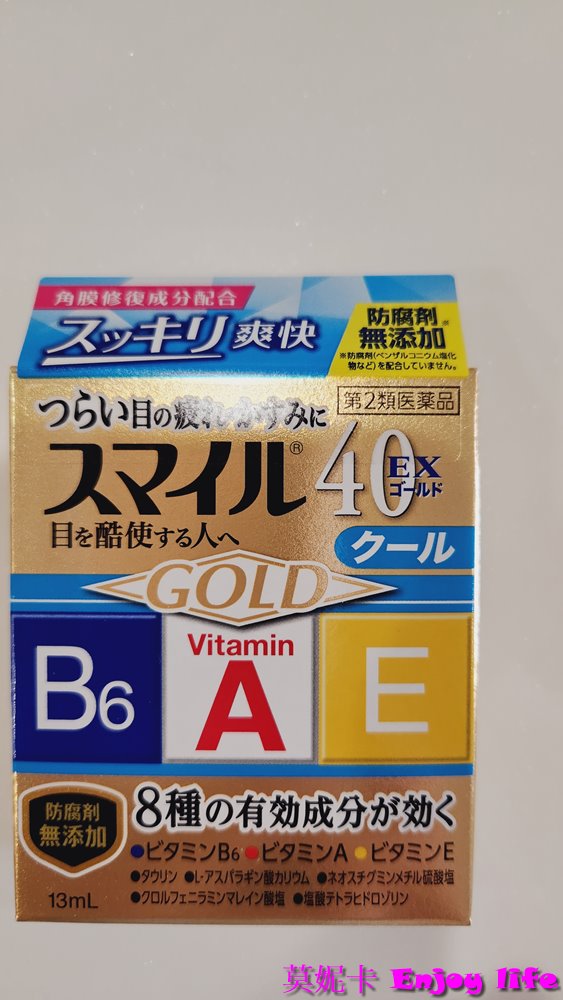 角膜修復成分配合
スッキリ爽快
防腐剤※
無添加
※防腐剤(ベンザルコニウム塩化
物など)を配合していません。
つらい目の疲れ・かすみに
第2類医薬品
スマイル® 40 EX
ゴールド
目を酷使する人へ
クール
GOLD
B6
Vitamin
A
E
防腐剤
無添加
8種の有効成分が効く
●ビタミンB6 ●ビタミンA ●ビタミンE
●タウリン ●L-アスパラギン酸カリウム ●ネオスチグミンメチル硫酸塩
●クロルフェニラミンマレイン酸塩 ●塩酸テトラヒドロゾリン
13mL
莫妮卡 Enjoy life